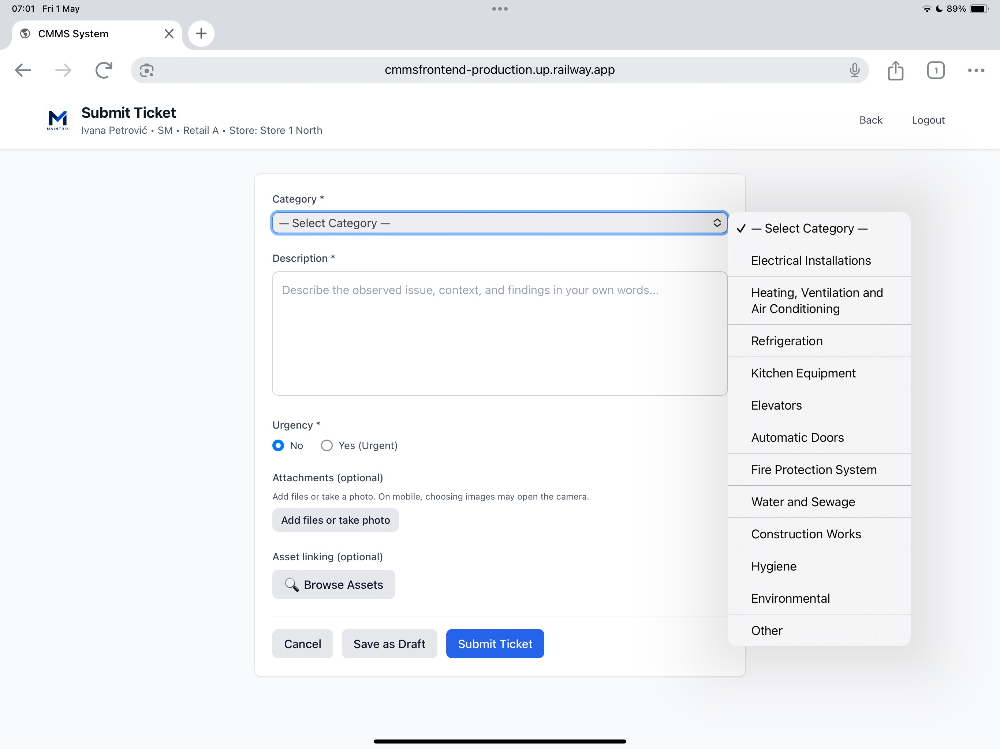 07:01 Fri 1 May
89%
CMMS System
cmmsfrontend-production.up.railway.app
1
MAINTRIX
Submit Ticket
Ivana Petrović • SM • Retail A • Store: Store 1 North
Back
Logout
Category *
— Select Category —
Description *
Describe the observed issue, context, and findings in your own words...
Urgency *
No
Yes (Urgent)
Attachments (optional)
Add files or take a photo. On mobile, choosing images may open the camera.
Add files or take photo
Asset linking (optional)
Browse Assets
Cancel
Save as Draft
Submit Ticket
— Select Category —
Electrical Installations
Heating, Ventilation and
Air Conditioning
Refrigeration
Kitchen Equipment
Elevators
Automatic Doors
Fire Protection System
Water and Sewage
Construction Works
Hygiene
Environmental
Other